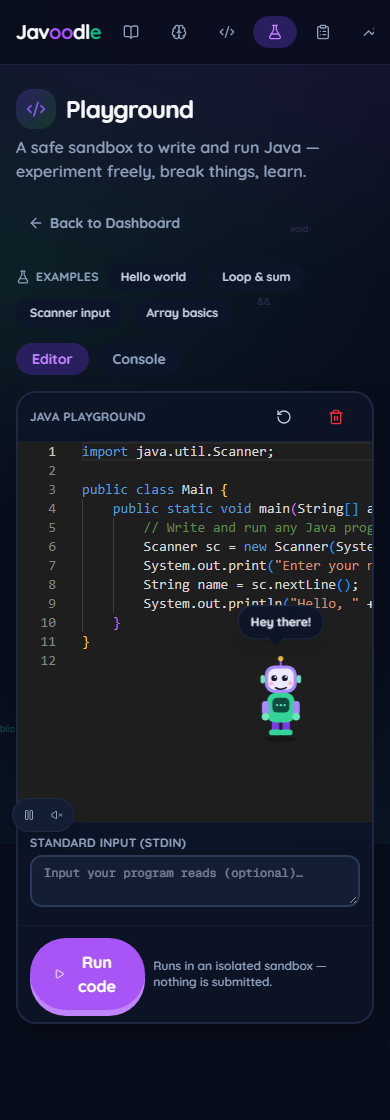 Javoodle
Playground
A safe sandbox to write and run Java —
experiment freely, break things, learn.
← Back to Dashboard
void
EXAMPLES Hello world Loop & sum
&&
Scanner input Array basics
Editor Console
JAVA PLAYGROUND
1 import java.util.Scanner;
2
3 public class Main {
4 public static void main(String[] a
5 // Write and run any Java prog
6 Scanner sc = new Scanner(Syste
7 System.out.print("Enter your n
8 String name = sc.nextLine();
9 System.out.println("Hello, " +
10 }
11 }
12
Hey there!
blic
STANDARD INPUT (STDIN)
Input your program reads (optional)…
Run
code
Runs in an isolated sandbox —
nothing is submitted.